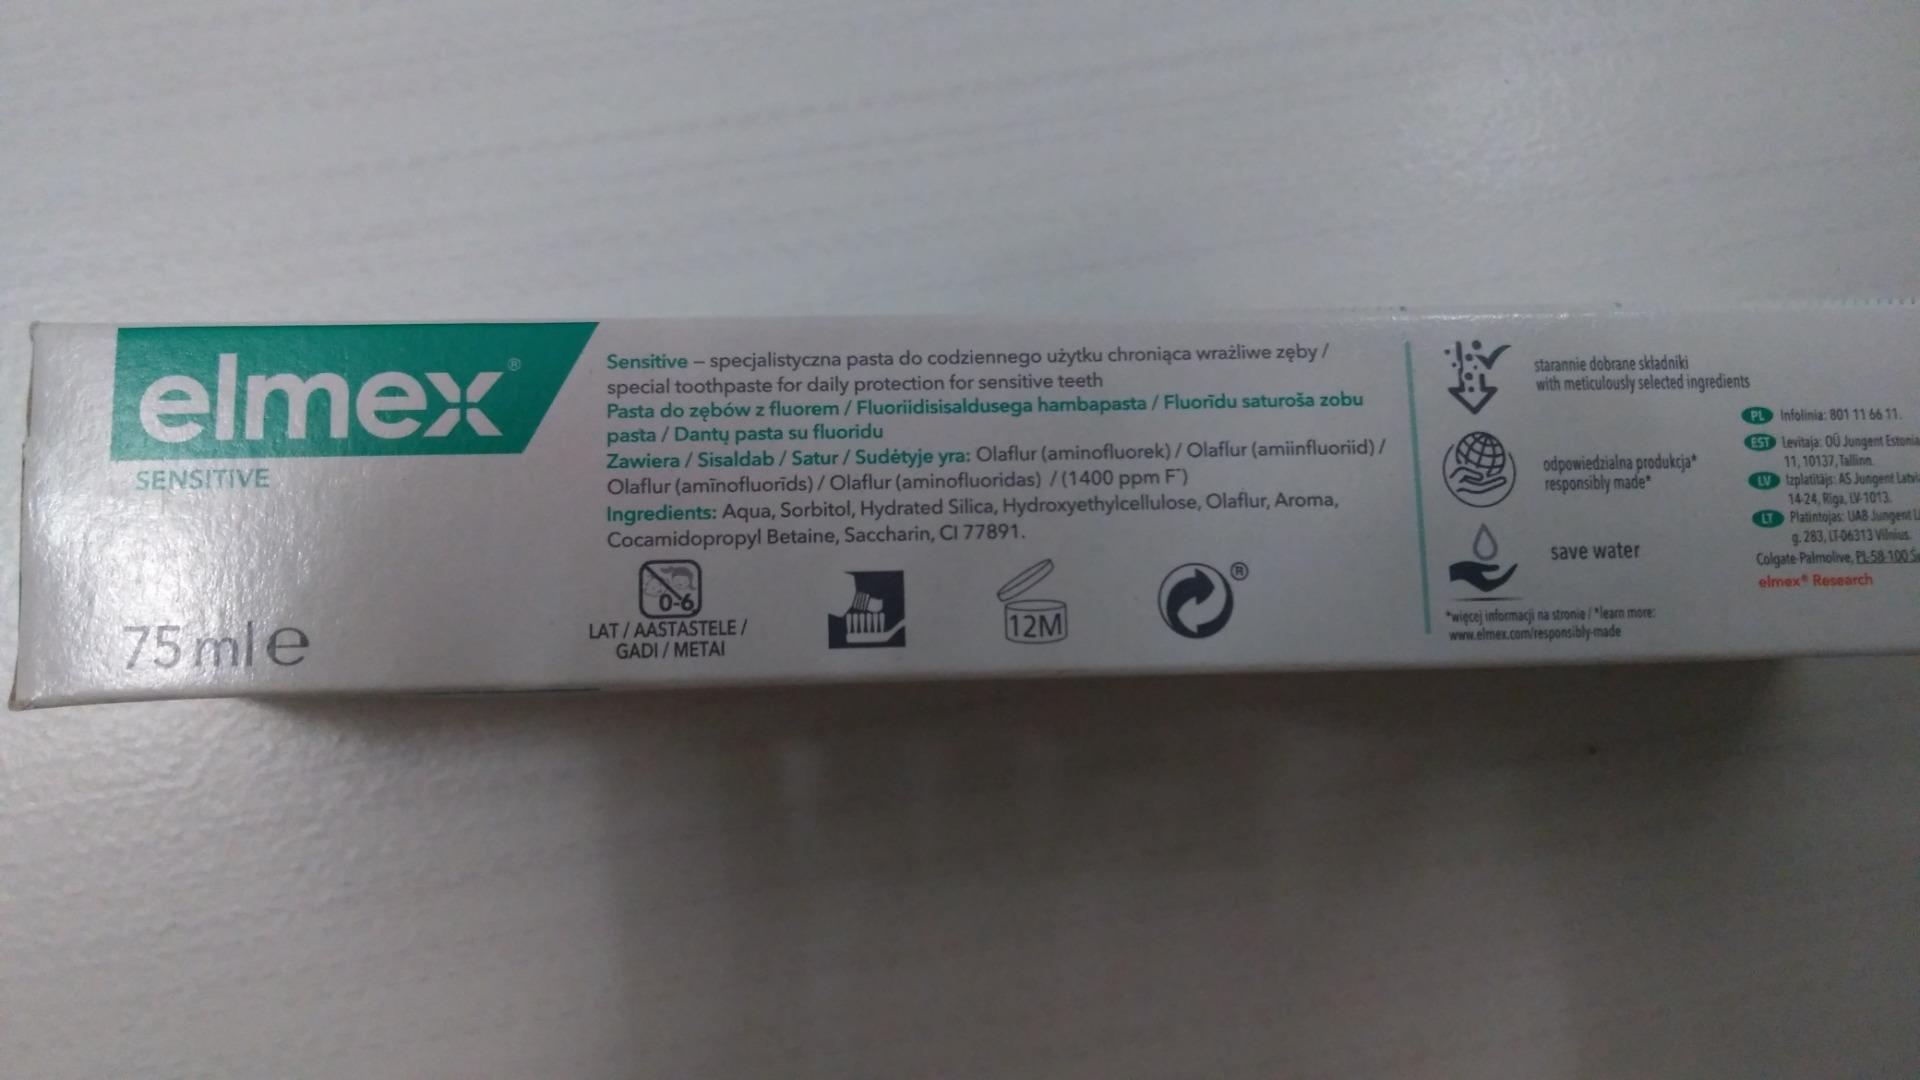 elmex®
SENSITIVE
75 ml e
Sensitive – specjalistyczna pasta do codziennego użytku chroniąca wrażliwe zęby /
special toothpaste for daily protection for sensitive teeth
Pasta do zębów z fluorem / Fluoriidisisaldusega hambapasta / Fluorīdu saturoša zobu
pasta / Dantų pasta su fluoridu
Zawiera / Sisaldab / Satur / Sudėtyje yra: Olaflur (aminofluorek) / Olaflur (amiinfluoriid) /
Olaflur (amīnofluorīds) / Olaflur (aminofluoridas) / (1400 ppm F⁻)
Ingredients: Aqua, Sorbitol, Hydrated Silica, Hydroxyethylcellulose, Olaflur, Aroma,
Cocamidopropyl Betaine, Saccharin, CI 77891.
0-6
LAT / AASTASTELE /
GADI / METAI
12M
®
starannie dobrane składniki
with meticulously selected ingredients
odpowiedzialna produkcja*
responsibly made*
save water
*więcej informacji na stronie / *learn more:
www.elmex.com/responsibly-made
PL Infolinia: 801 11 66 11.
EST Levitaja: OÜ Jungent Estonia
11, 10137, Tallinn.
LV Izplatītājs: AS Jungent Latvia
14-24, Rīga, LV-1013.
LT Platintojas: UAB Jungent
g. 283, LT-06313 Vilnius.
Colgate-Palmolive, PL-58-100
elmex® Research